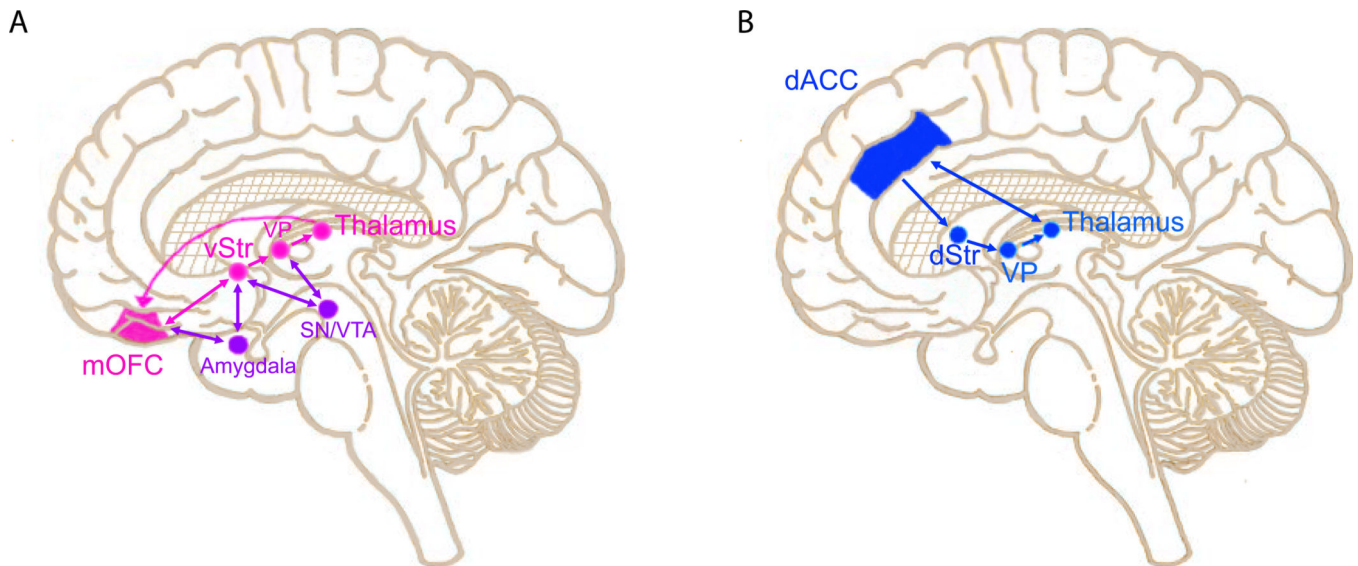 A
B
dACC
Thalamus
VP
vStr
SN/VTA
mOFC
Amygdala
Thalamus
dStr
VP